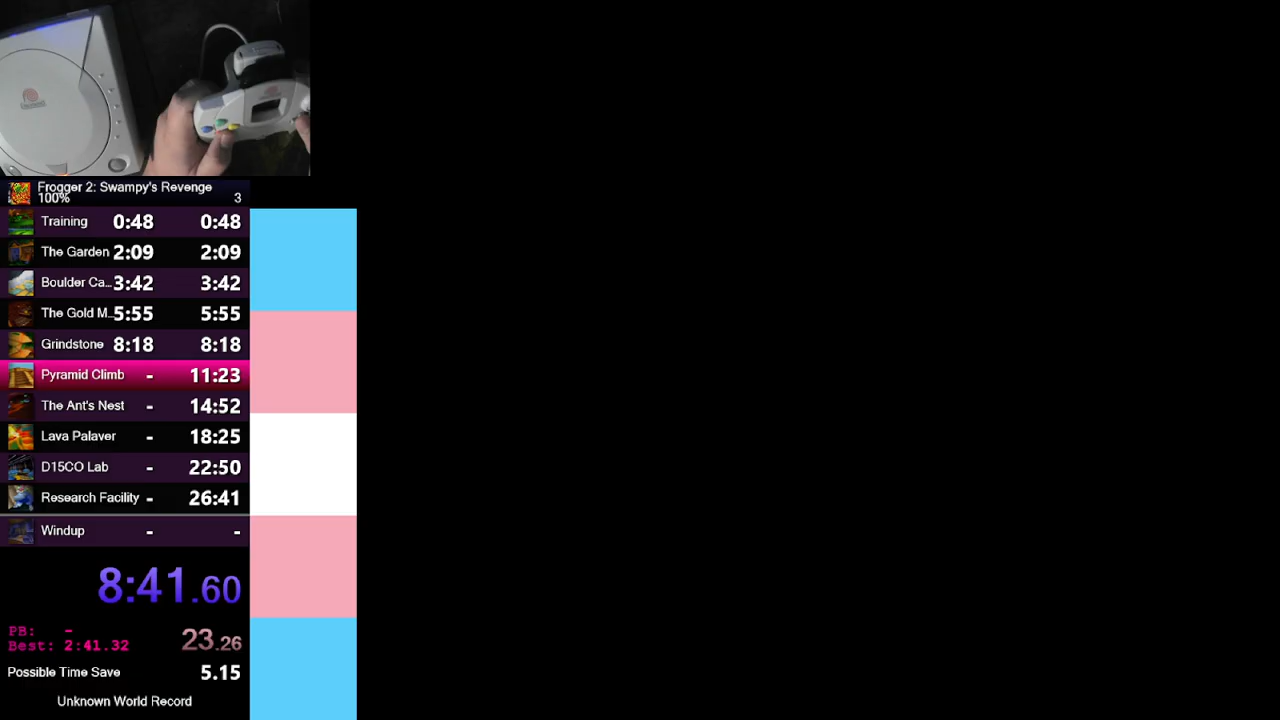 Frogger 2: Swampy's Revenge
100% 3
Training 0:48 0:48
The Garden 2:09 2:09
Boulder Ca... 3:42 3:42
The Gold M... 5:55 5:55
Grindstone 8:18 8:18
Pyramid Climb - 11:23
The Ant's Nest - 14:52
Lava Palaver - 18:25
D15CO Lab - 22:50
Research Facility - 26:41
Windup - -
8:41.60
PB: -
Best: 2:41.32 23.26
Possible Time Save 5.15
Unknown World Record